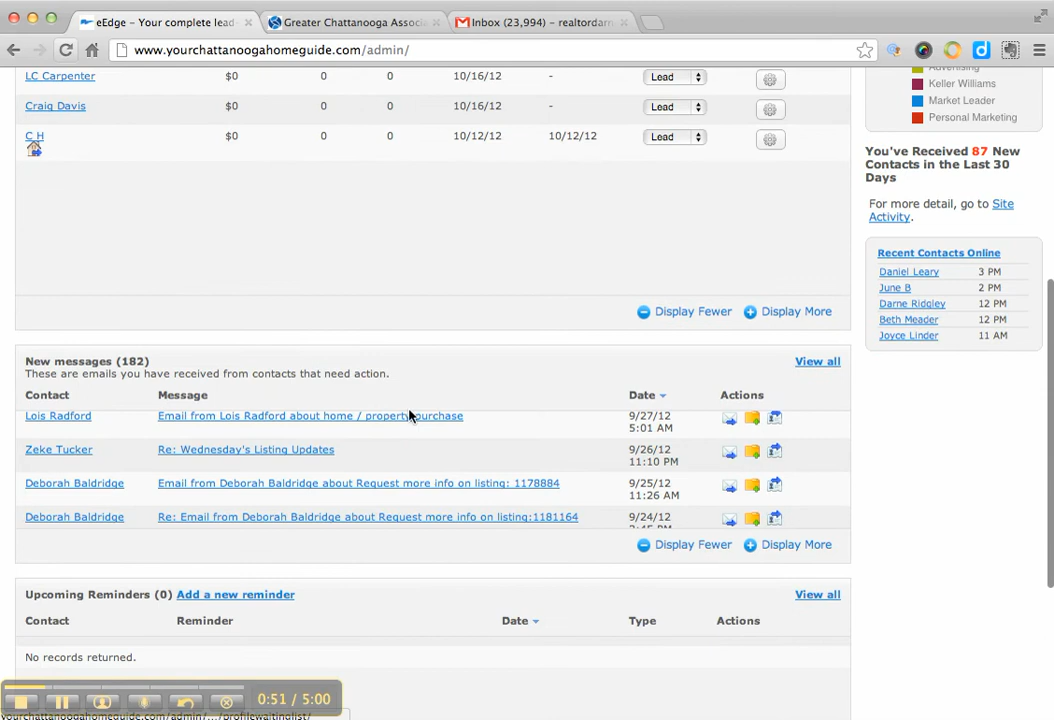 eEdge – Your complete lead
Greater Chattanooga Associ
Inbox (23,994) – realtordarn
www.yourchattanoogahomeguide.com/admin/
LC Carpenter $0 0 0 10/16/12 - Lead
Craig Davis $0 0 0 10/16/12 - Lead
C H $0 0 0 10/12/12 10/12/12 Lead
Display Fewer Display More
New messages (182) View all
These are emails you have received from contacts that need action.
Contact Message Date Actions
Lois Radford Email from Lois Radford about home / property purchase 9/27/12
5:01 AM
Zeke Tucker Re: Wednesday's Listing Updates 9/26/12
11:10 PM
Deborah Baldridge Email from Deborah Baldridge about Request more info on listing: 1178884 9/25/12
11:26 AM
Deborah Baldridge Re: Email from Deborah Baldridge about Request more info on listing:1181164 9/24/12
Display Fewer Display More
Upcoming Reminders (0) Add a new reminder View all
Contact Reminder Date Type Actions
No records returned.
0:51 / 5:00
yourchattanoogahomeguide.com/admin/.../profilewaitinglist/
Advertising
Keller Williams
Market Leader
Personal Marketing
You've Received 87 New
Contacts in the Last 30
Days
For more detail, go to Site
Activity.
Recent Contacts Online
Daniel Leary 3 PM
June B 2 PM
Darne Ridgley 12 PM
Beth Meader 12 PM
Joyce Linder 11 AM